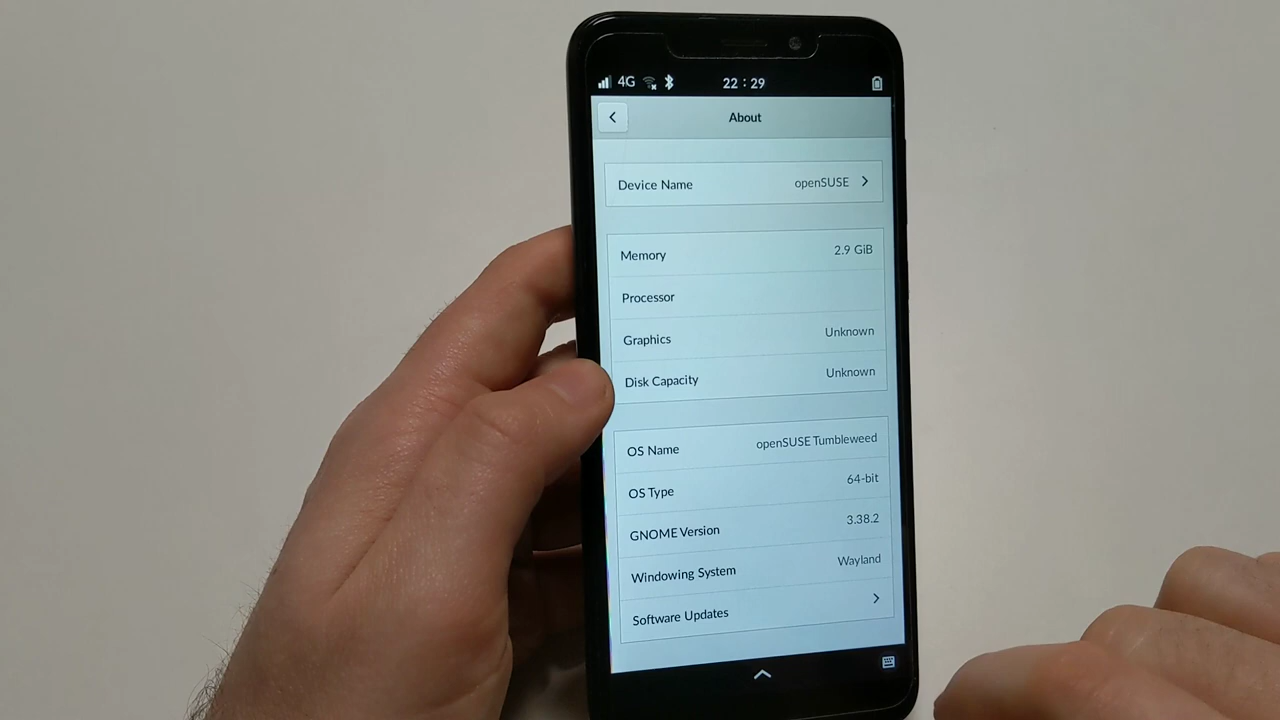 4G 22 : 29
About
Device Name openSUSE
Memory 2.9 GiB
Processor
Graphics Unknown
Disk Capacity Unknown
OS Name openSUSE Tumbleweed
OS Type 64-bit
GNOME Version 3.38.2
Windowing System Wayland
Software Updates